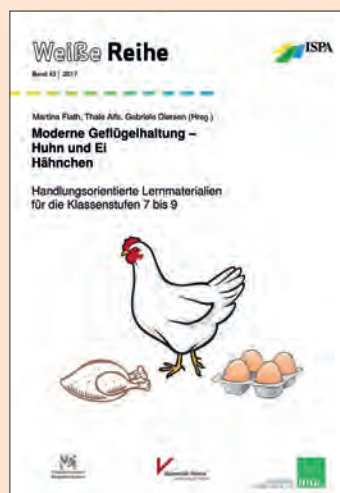 Weiße Reihe
ISPA
Band 43 | 2017
Martina Flath, Thale Alfs, Gabriele Diersen (Hrsg.)
Moderne Geflügelhaltung –
Huhn und Ei
Hähnchen
Handlungsorientierte Lernmaterialien
für die Klassenstufen 7 bis 9